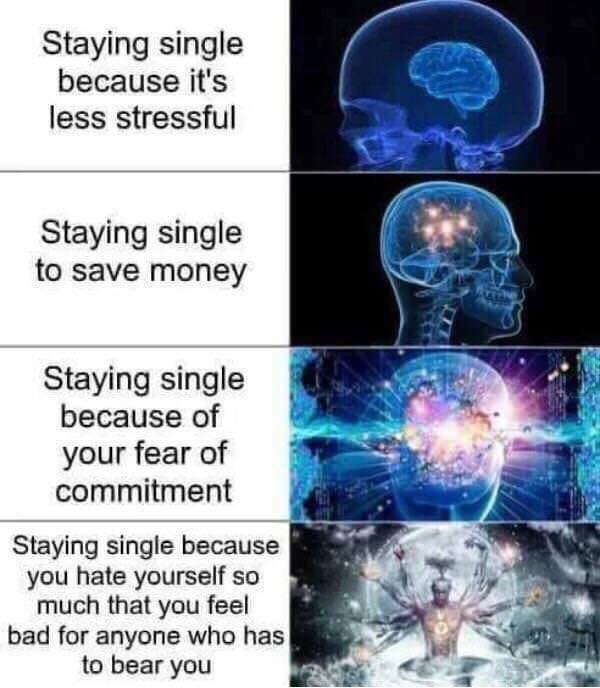 Staying single
because it's
less stressful
Staying single
to save money
Staying single
because of
your fear of
commitment
Staying single because
you hate yourself so
much that you feel
bad for anyone who has
to bear you